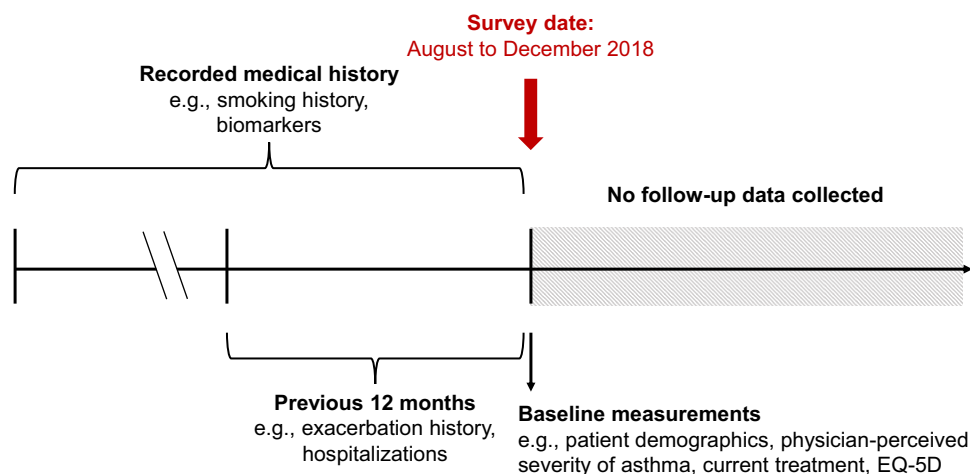 Survey date:
August to December 2018
Recorded medical history
e.g., smoking history,
biomarkers
No follow-up data collected
Previous 12 months
e.g., exacerbation history,
hospitalizations
Baseline measurements
e.g., patient demographics, physician-perceived
severity of asthma, current treatment, EQ-5D